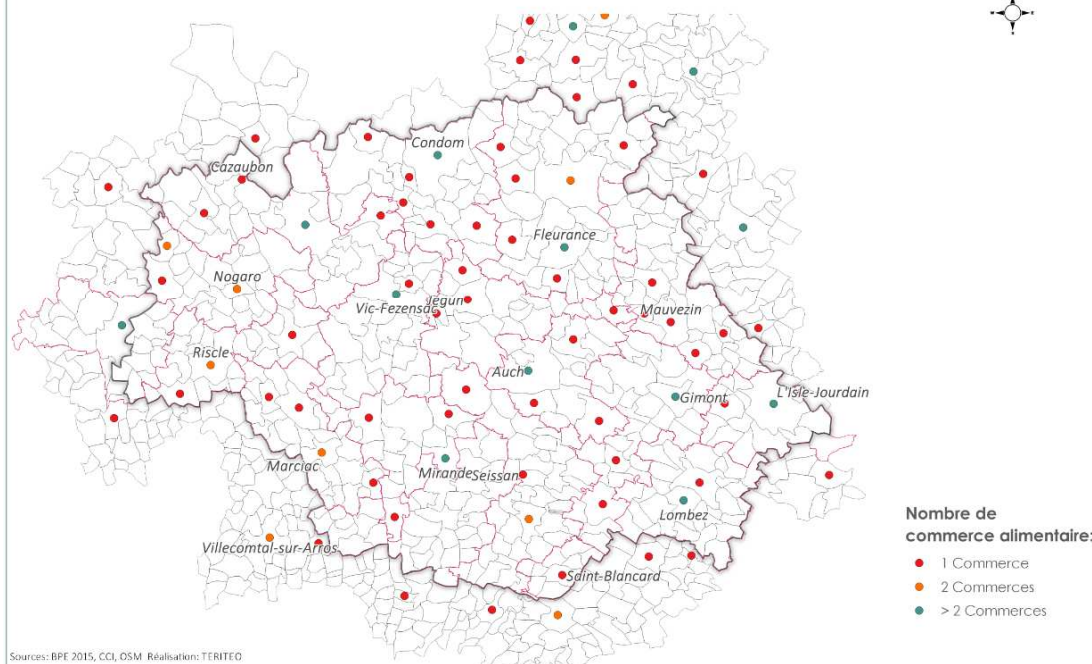 Condom
Cazaubon
Fleurance
Nogaro
Jegun
Vic-Fezensac
Mauvezin
Riscle
Auch
L'Isle-Jourdain
Gimont
Marciac
Mirande
Seissan
Lombez
Villecomtal-sur-Arros
Saint-Blancard
Nombre de
commerce alimentaire:
1 Commerce
2 Commerces
> 2 Commerces
Sources: BPE 2015, CCI, OSM Réalisation: TERITEO